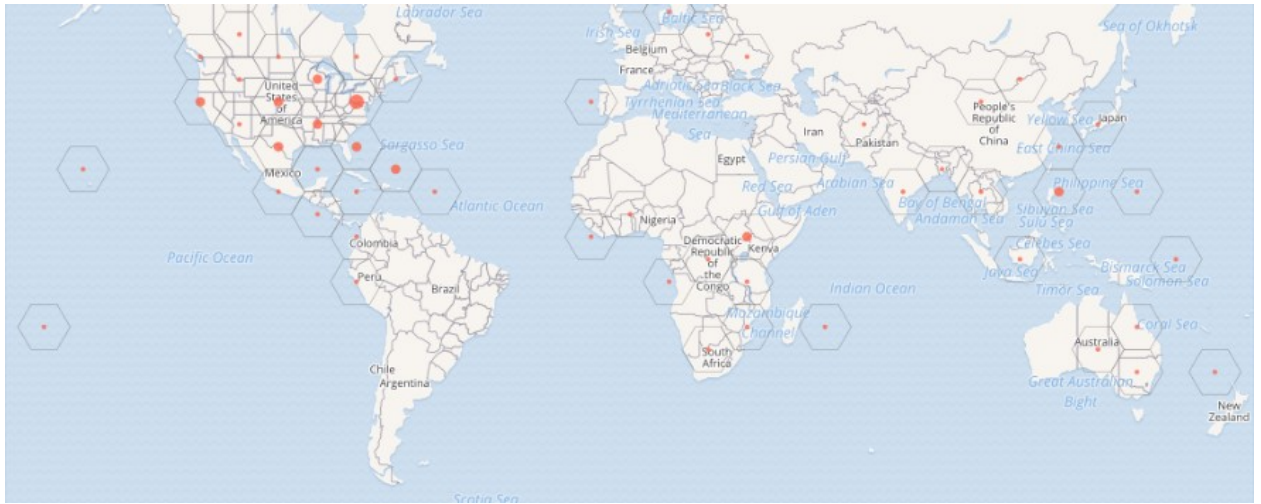 Labrador Sea
Baltic Sea
Sea of Okhotsk
Irish Sea
Belgium
France
United
States
of
America
Adriatic Sea
Black Sea
Tyrrhenian Sea
Mediterranean
Sea
People's
Republic
of
China
Yellow Sea
Japan
Iran
Pakistan
East China Sea
Sargasso Sea
Mexico
Egypt
Persian Gulf
Red Sea
Arabian Sea
Philippine Sea
Atlantic Ocean
Bay of Bengal
Andaman Sea
Sibuyan Sea
Sulu Sea
Gulf of Aden
Nigeria
Colombia
Democratic
Republic
of
the
Congo
Kenya
Celebes Sea
Pacific Ocean
Peru
Brazil
Indian Ocean
Java Sea
Bismarck Sea
Solomon Sea
Timor Sea
Mozambique
Channel
Coral Sea
Australia
South
Africa
Chile
Argentina
Great Australian
Bight
New
Zealand
Scotia Sea